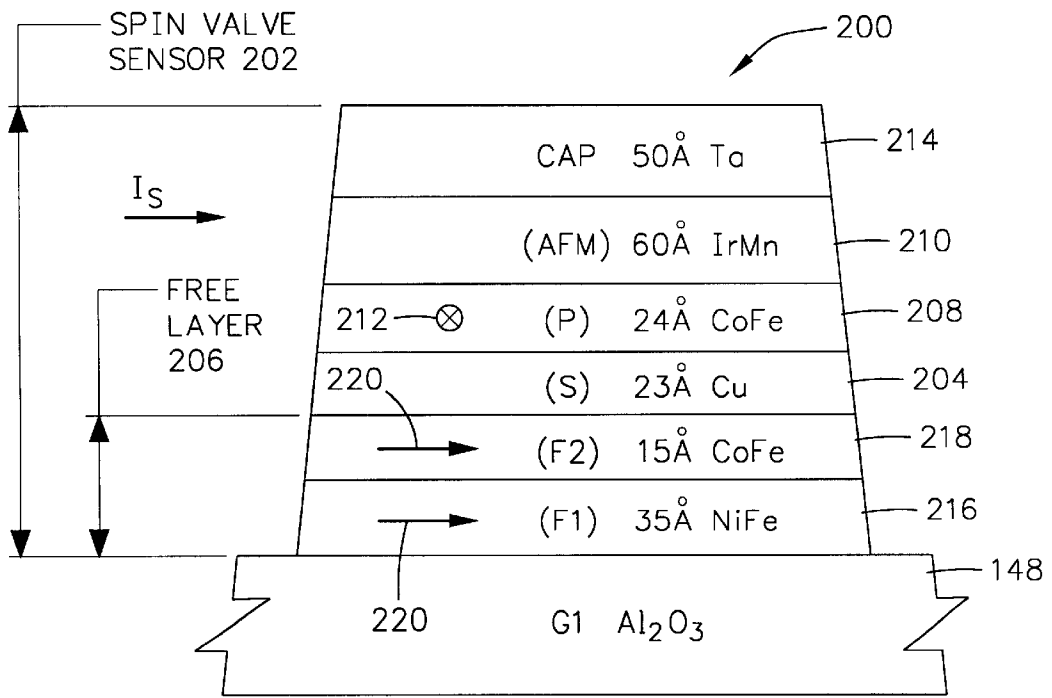 SPIN VALVE
SENSOR 202
200
CAP 50Å Ta
214
IS
(AFM) 60Å IrMn
210
FREE
LAYER
206
212
(P) 24Å CoFe
208
(S) 23Å Cu
204
220
(F2) 15Å CoFe
218
(F1) 35Å NiFe
216
148
220
G1 Al₂O₃